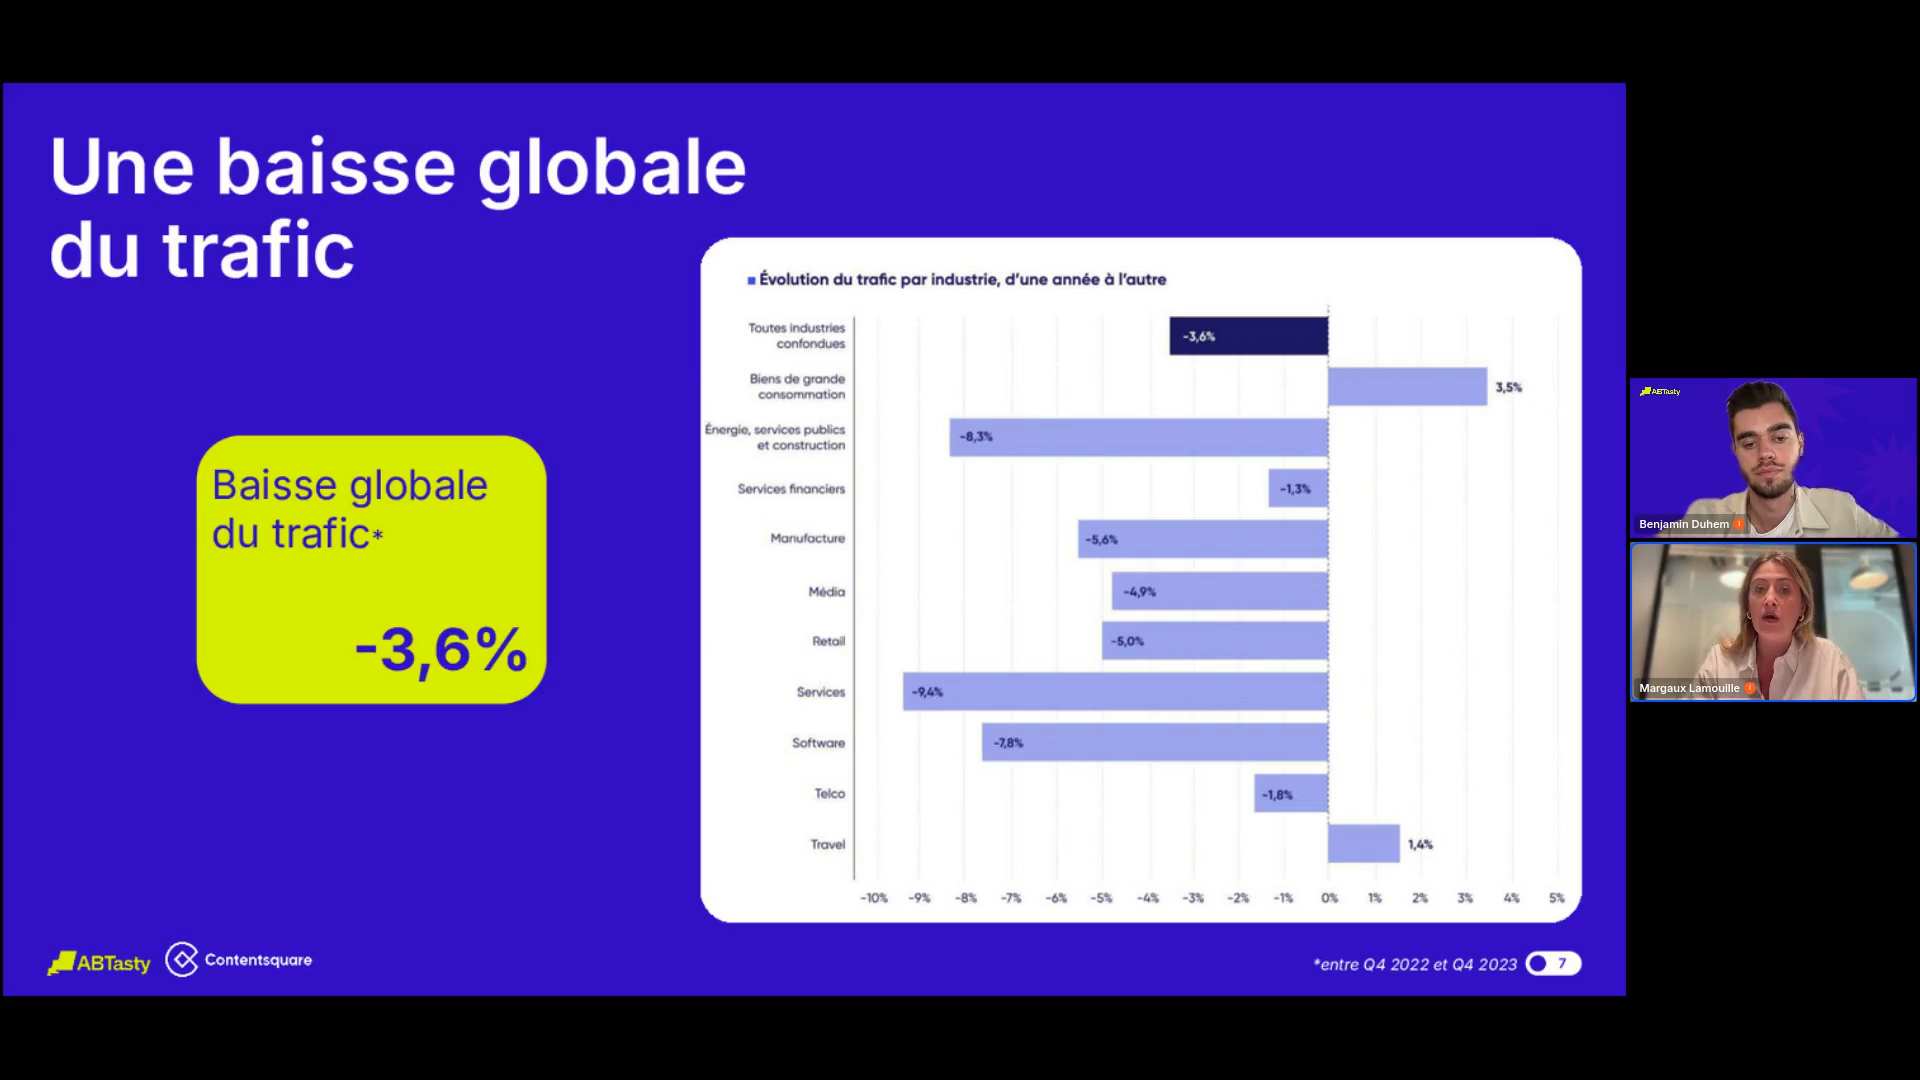 Une baisse globale
du trafic
Baisse globale
du trafic*
-3,6%
Évolution du trafic par industrie, d'une année à l'autre
Toutes industries
confondues
-3,6%
Biens de grande
consommation
3,5%
Énergie, services publics
et construction
-8,3%
Services financiers
-1,3%
Manufacture
-5,6%
Média
-4,9%
Retail
-5,0%
Services
-9,4%
Software
-7,8%
Telco
-1,8%
Travel
1,4%
-10% -9% -8% -7% -6% -5% -4% -3% -2% -1% 0% 1% 2% 3% 4% 5%
ABTasty Contentsquare
*entre Q4 2022 et Q4 2023 7
ABTasty
Benjamin Duhem
Margaux Lamouille